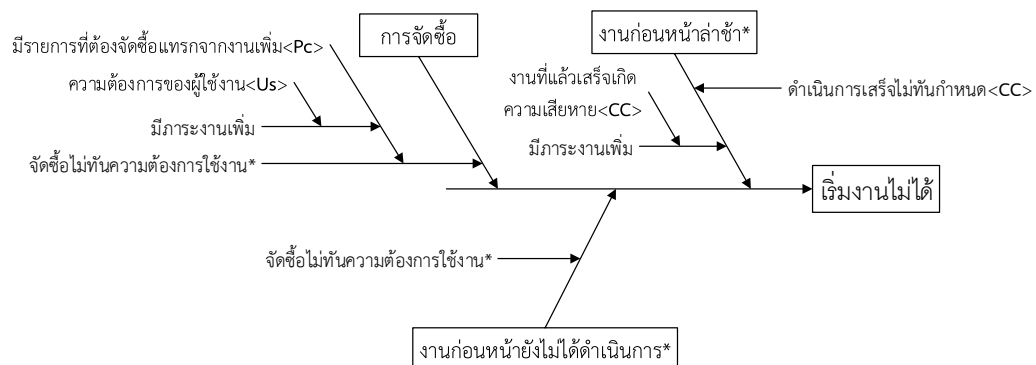 การจัดซื้อ
งานก่อนหน้าล่าช้า*
มีรายการที่ต้องจัดซื้อแทรกจากงานเพิ่ม<Pc>
ความต้องการของผู้ใช้งาน<Us>
มีภาระงานเพิ่ม
จัดซื้อไม่ทันความต้องการใช้งาน*
งานที่แล้วเสร็จเกิด
ความเสียหาย<CC>
มีภาระงานเพิ่ม
ดำเนินการเสร็จไม่ทันกำหนด<CC>
เริ่มงานไม่ได้
จัดซื้อไม่ทันความต้องการใช้งาน*
งานก่อนหน้ายังไม่ได้ดำเนินการ*